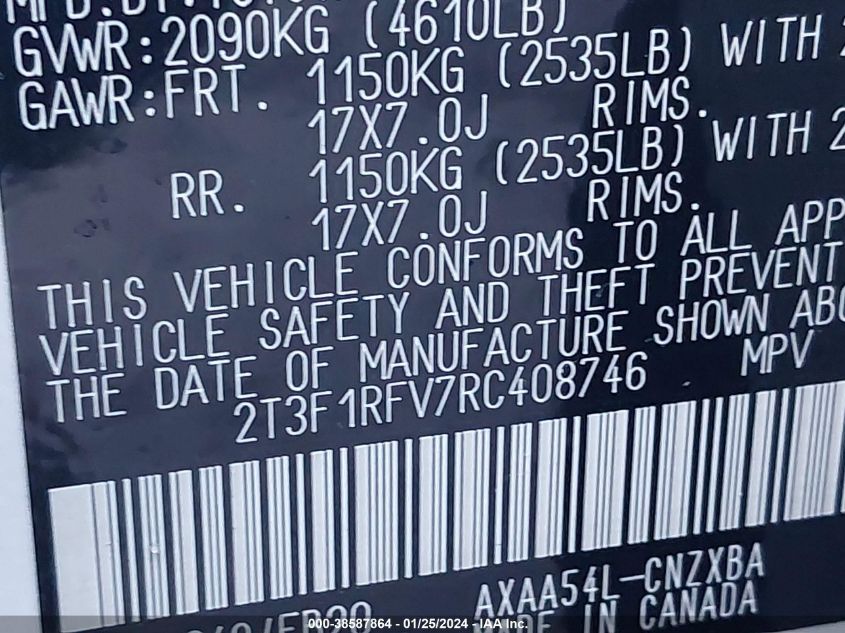 GVWR:2090KG (4610LB)
GAWR:FRT. 1150KG (2535LB) WITH
17X7.0J RIMS.
RR. 1150KG (2535LB) WITH
17X7.0J RIMS.
THIS VEHICLE CONFORMS TO ALL APP
VEHICLE SAFETY AND THEFT PREVENT
THE DATE OF MANUFACTURE SHOWN ABO
2T3F1RFV7RC408746 MPV
AXAA54L-CNZXBA
IN CANADA
000-38587864 - 01/25/2024 - IAA Inc.